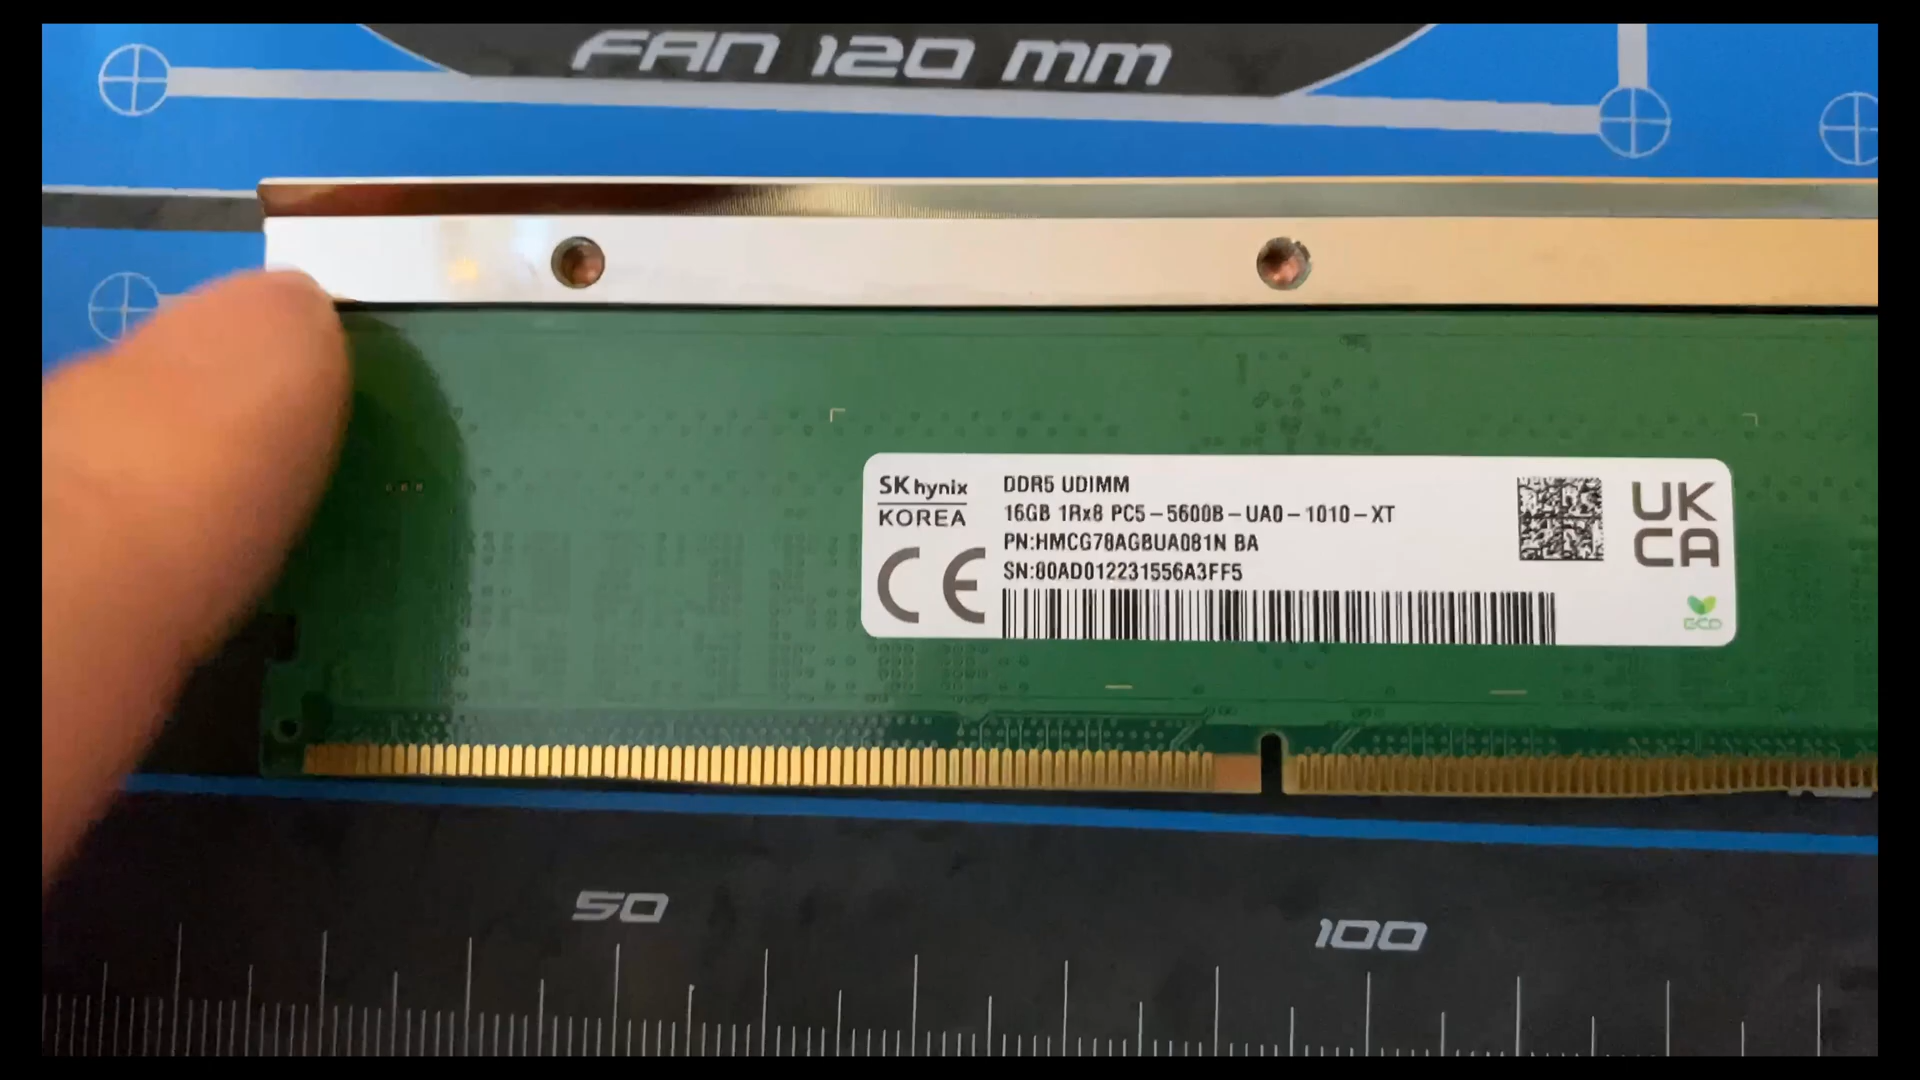 FAN 120 mm
SK hynix
KOREA
DDR5 UDIMM
16GB 1Rx8 PC5-5600B-UA0-1010-XT
PN:HMCG78AGBUA081N BA
SN:80AD012231556A3FF5
CE
UK
CA
ECO
50
100